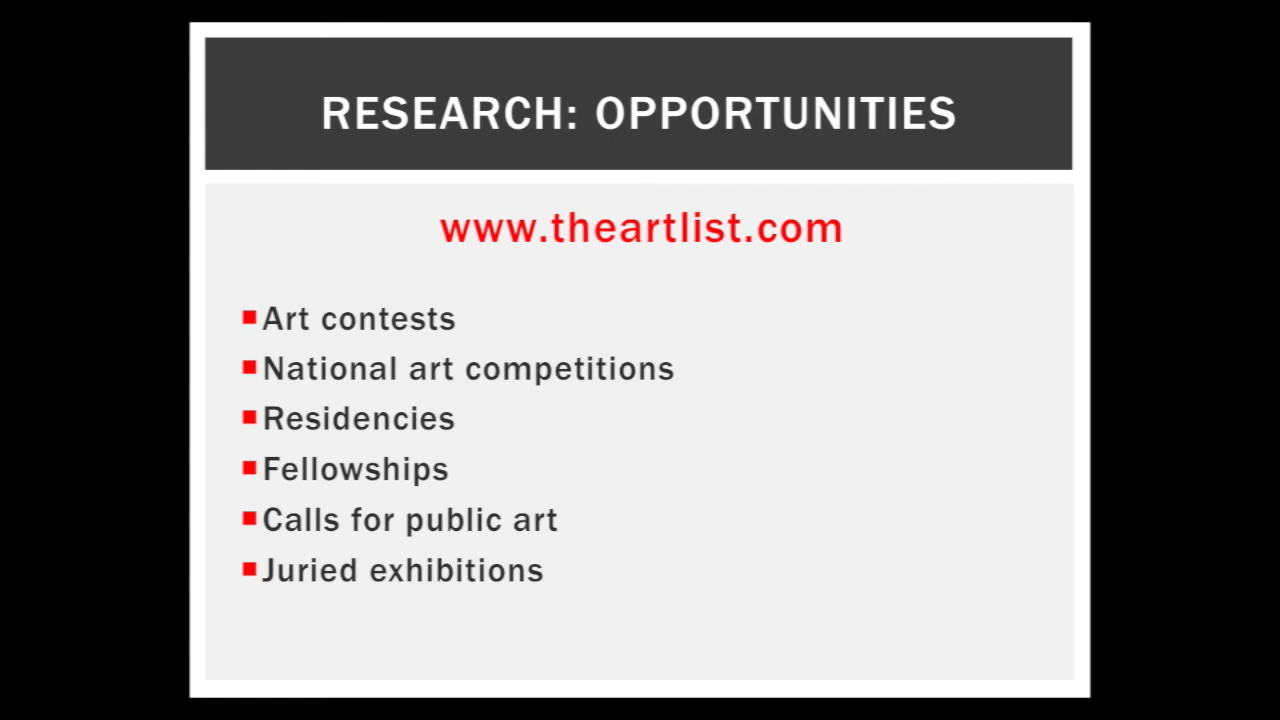 RESEARCH: OPPORTUNITIES
www.theartlist.com
Art contests
National art competitions
Residencies
Fellowships
Calls for public art
Juried exhibitions